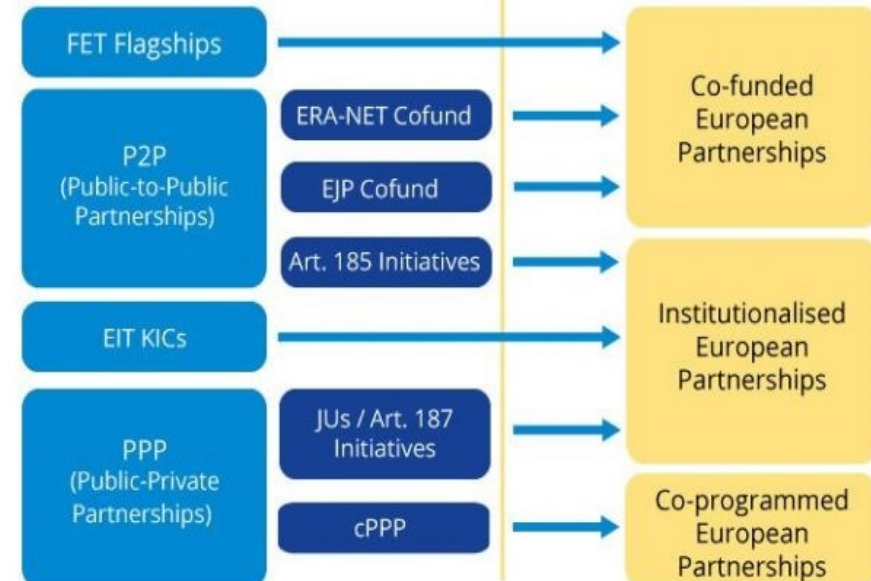 FET Flagships
P2P
(Public-to-Public
Partnerships)
ERA-NET Cofund
EJP Cofund
Art. 185 Initiatives
Co-funded
European
Partnerships
EIT KICs
Institutionalised
European
Partnerships
PPP
(Public-Private
Partnerships)
JUs / Art. 187
Initiatives
cPPP
Co-programmed
European
Partnerships